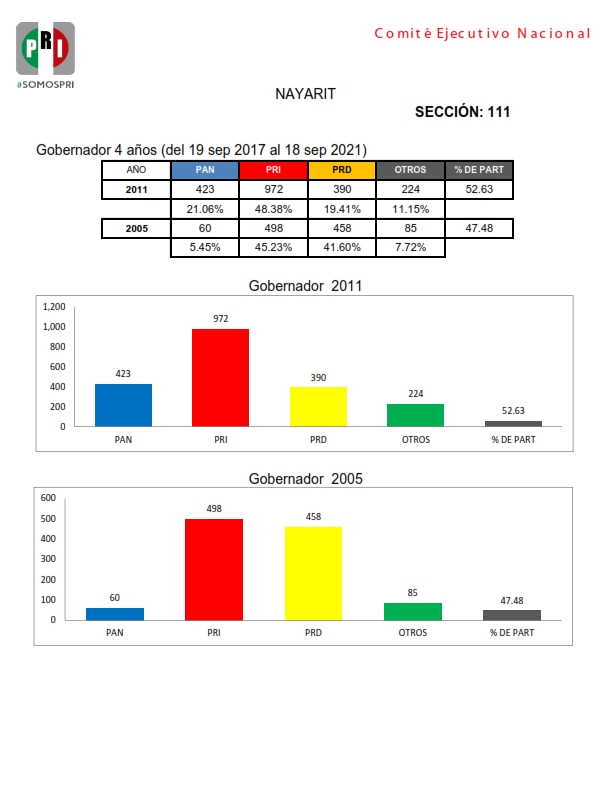 Comité Ejecutivo Nacional
PRI
#SOMOSPRI
NAYARIT
SECCIÓN: 111
Gobernador 4 años (del 19 sep 2017 al 18 sep 2021)
AÑO PAN PRI PRD OTROS % DE PART
2011 423 972 390 224 52.63
21.06% 48.38% 19.41% 11.15%
2005 60 498 458 85 47.48
5.45% 45.23% 41.60% 7.72%
Gobernador 2011
1,200
1,000
800
600
400
200
0
423
972
390
224
52.63
PAN PRI PRD OTROS % DE PART
Gobernador 2005
600
500
400
300
200
100
0
60
498
458
85
47.48
PAN PRI PRD OTROS % DE PART